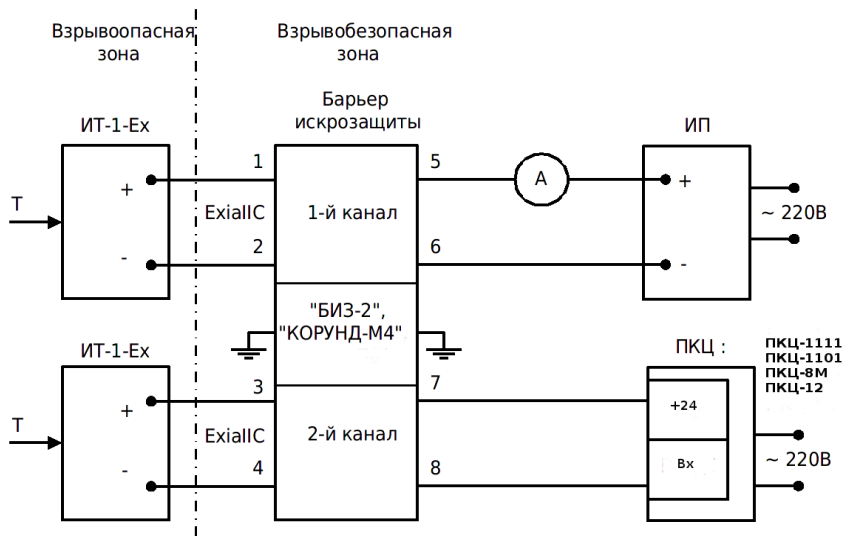 Взрывоопасная
зона
Взрывобезопасная
зона
Барьер
искрозащиты
ИТ-1-Ex
ИП
1
5
+
A
+
T
ExiaIIC
1-й канал
~ 220В
2
6
-
-
"БИЗ-2",
"КОРУНД-М4"
ИТ-1-Ex
ПКЦ :
ПКЦ-1111
ПКЦ-1101
ПКЦ-8М
ПКЦ-12
3
7
+
+24
T
ExiaIIC
2-й канал
~ 220В
4
8
-
Вх